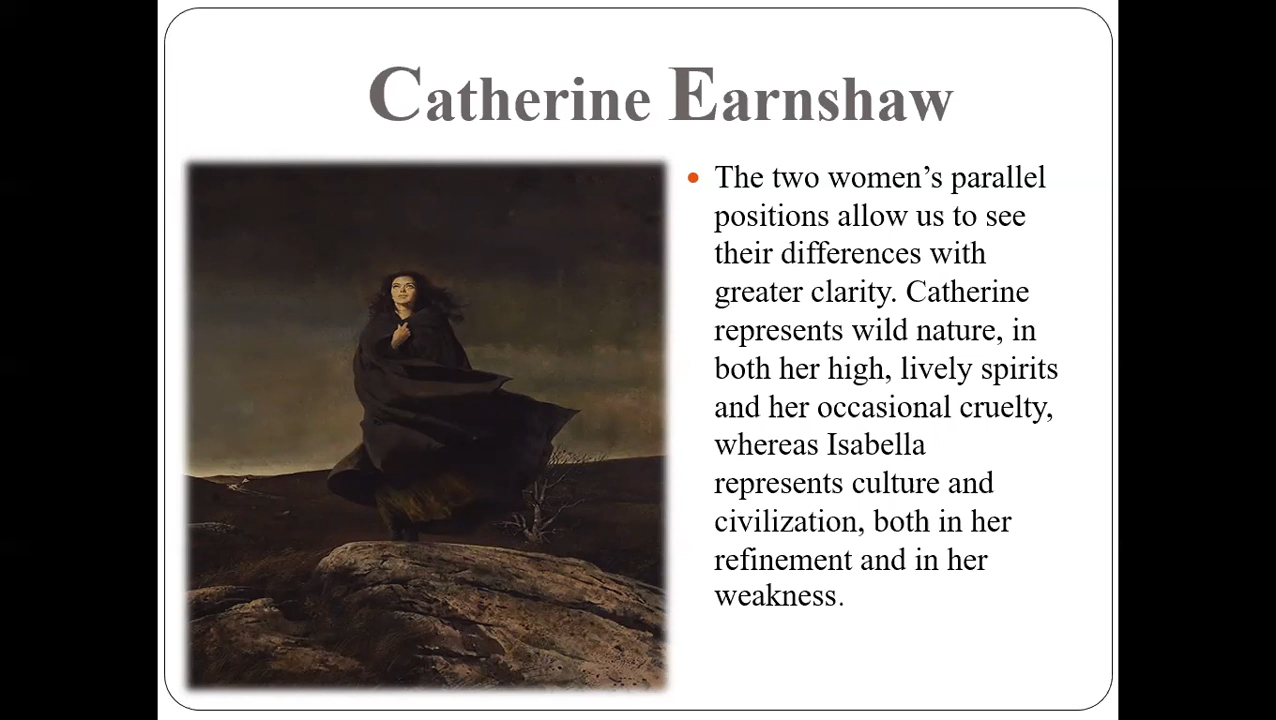 Catherine Earnshaw
The two women’s parallel
positions allow us to see
their differences with
greater clarity. Catherine
represents wild nature, in
both her high, lively spirits
and her occasional cruelty,
whereas Isabella
represents culture and
civilization, both in her
refinement and in her
weakness.